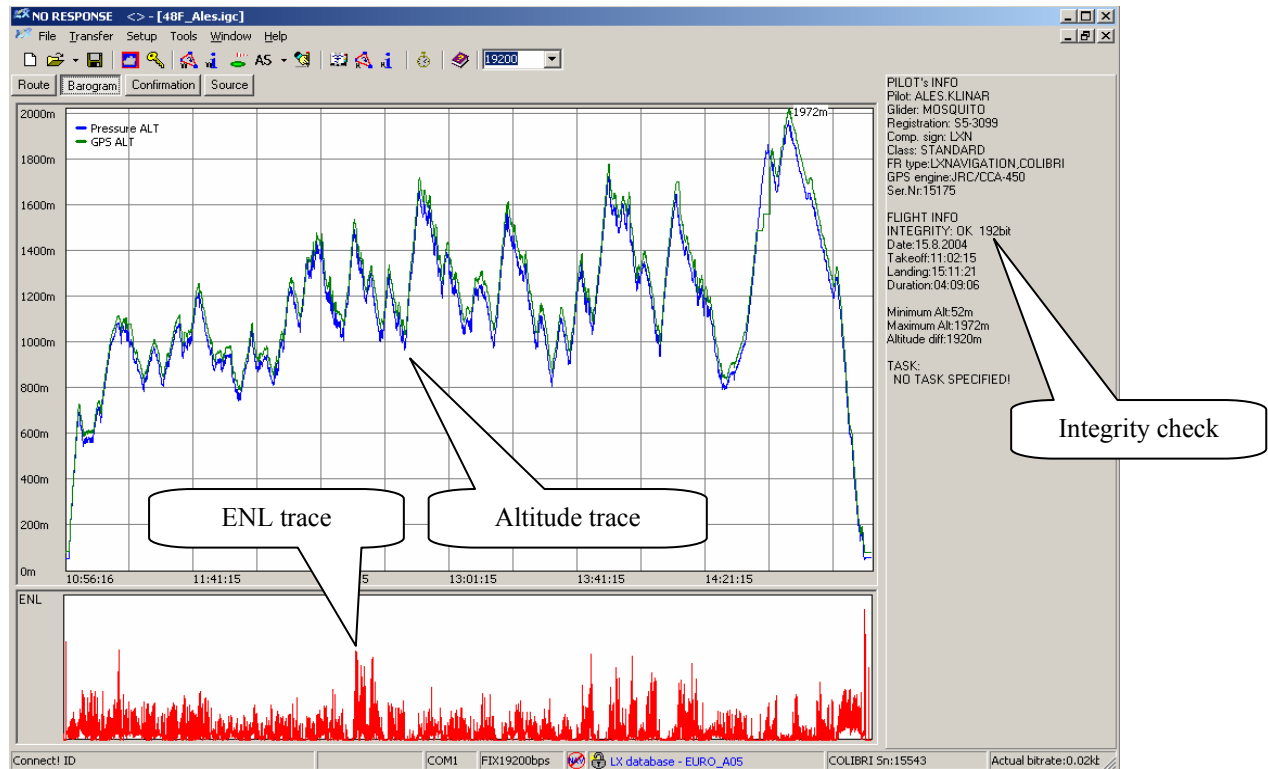 NO RESPONSE <> - [48F_Ales.igc]
File Transfer Setup Tools Window Help
AS 19200
Route Barogram Confirmation Source
2000m
1800m
1600m
1400m
1200m
1000m
800m
600m
400m
200m
0m
Pressure ALT
GPS ALT
1972m
10:56:16 11:41:15 5 13:01:15 13:41:15 14:21:15
ENL trace
Altitude trace
ENL
PILOT's INFO
Pilot: ALES.KLINAR
Glider: MOSQUITO
Registration: S5-3099
Comp. sign: LXN
Class: STANDARD
FR type:LXNAVIGATION,COLIBRI
GPS engine:JRC/CCA-450
Ser.Nr:15175
FLIGHT INFO
INTEGRITY: OK 192bit
Date:15.8.2004
Takeoff:11:02:15
Landing:15:11:21
Duration:04:09:06
Minimum Alt:52m
Maximum Alt:1972m
Altitude diff:1920m
TASK:
NO TASK SPECIFIED!
Integrity check
Connect! ID COM1 FIX19200bps LX database - EURO_A05 COLIBRI Sn:15543 Actual bitrate:0.02kt